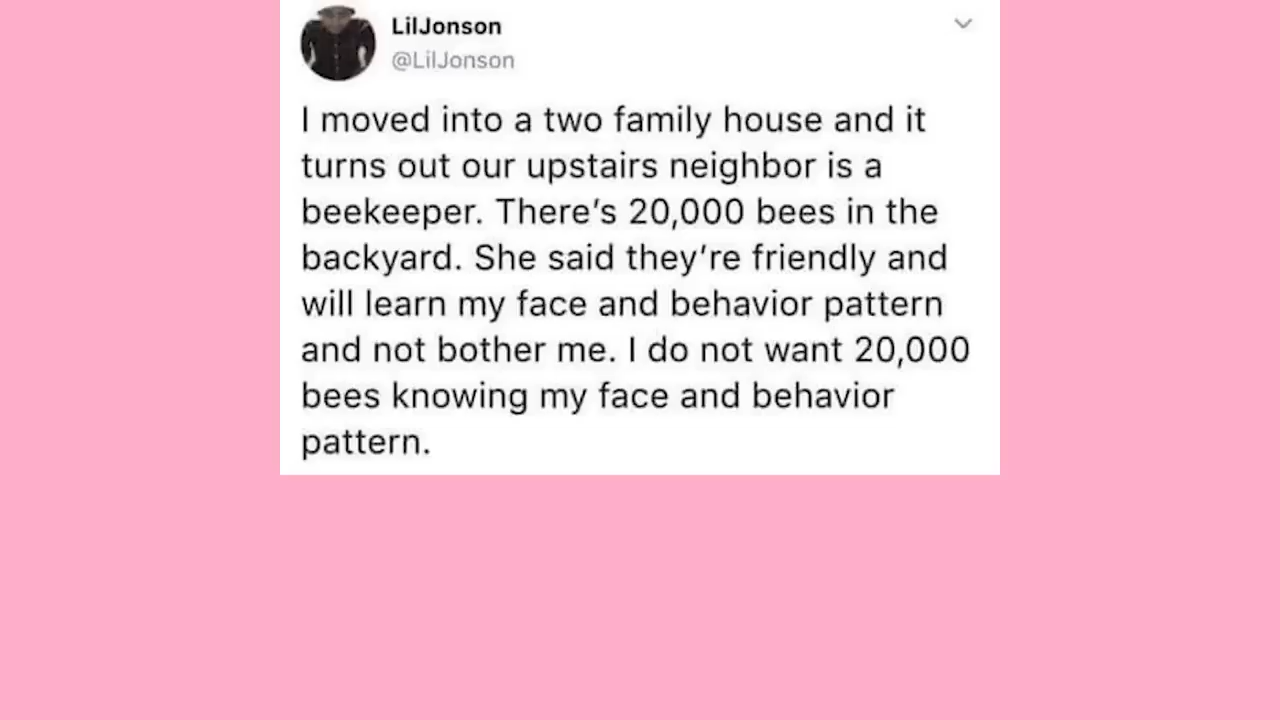 LilJonson
@LilJonson
I moved into a two family house and it
turns out our upstairs neighbor is a
beekeeper. There’s 20,000 bees in the
backyard. She said they’re friendly and
will learn my face and behavior pattern
and not bother me. I do not want 20,000
bees knowing my face and behavior
pattern.